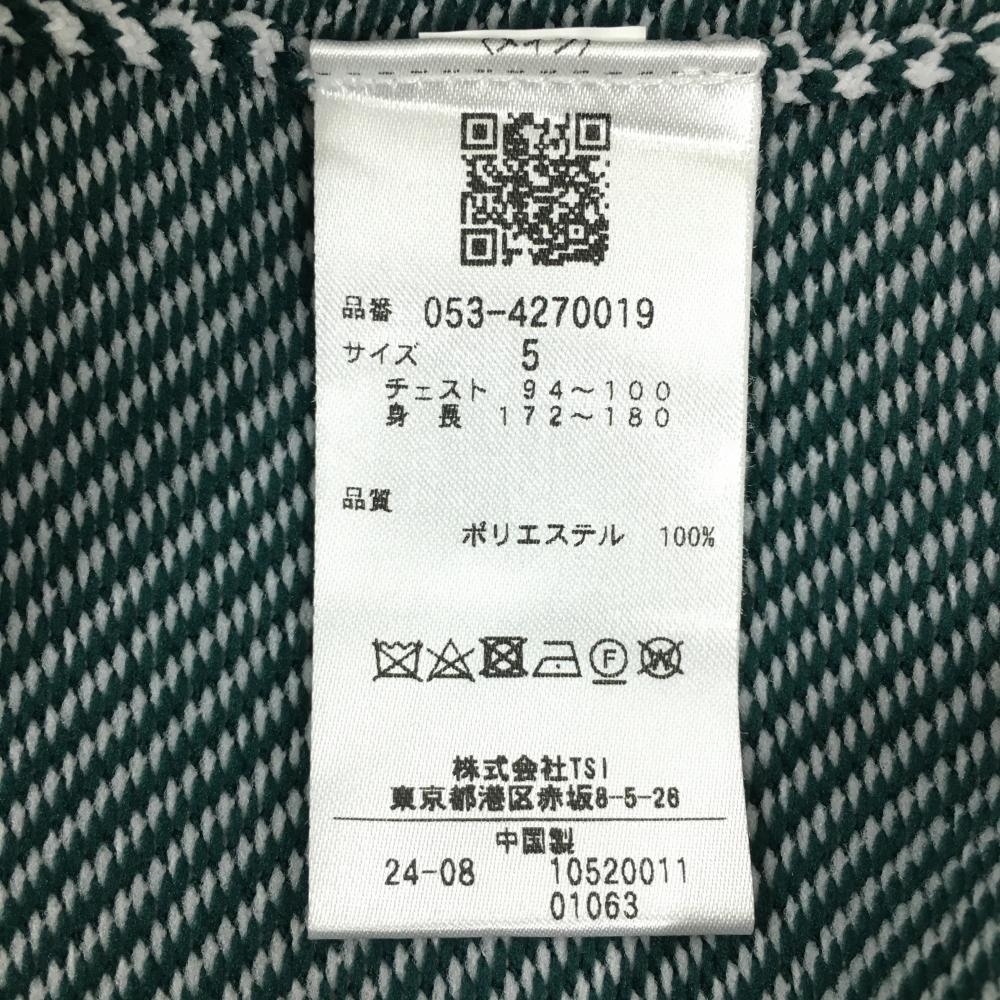 品番 053-4270019
サイズ 5
チェスト 94～100
身長 172～180
品質
ポリエステル 100%
F
W
株式会社TSI
東京都港区赤坂8-5-26
中国製
24-08 10520011
01063